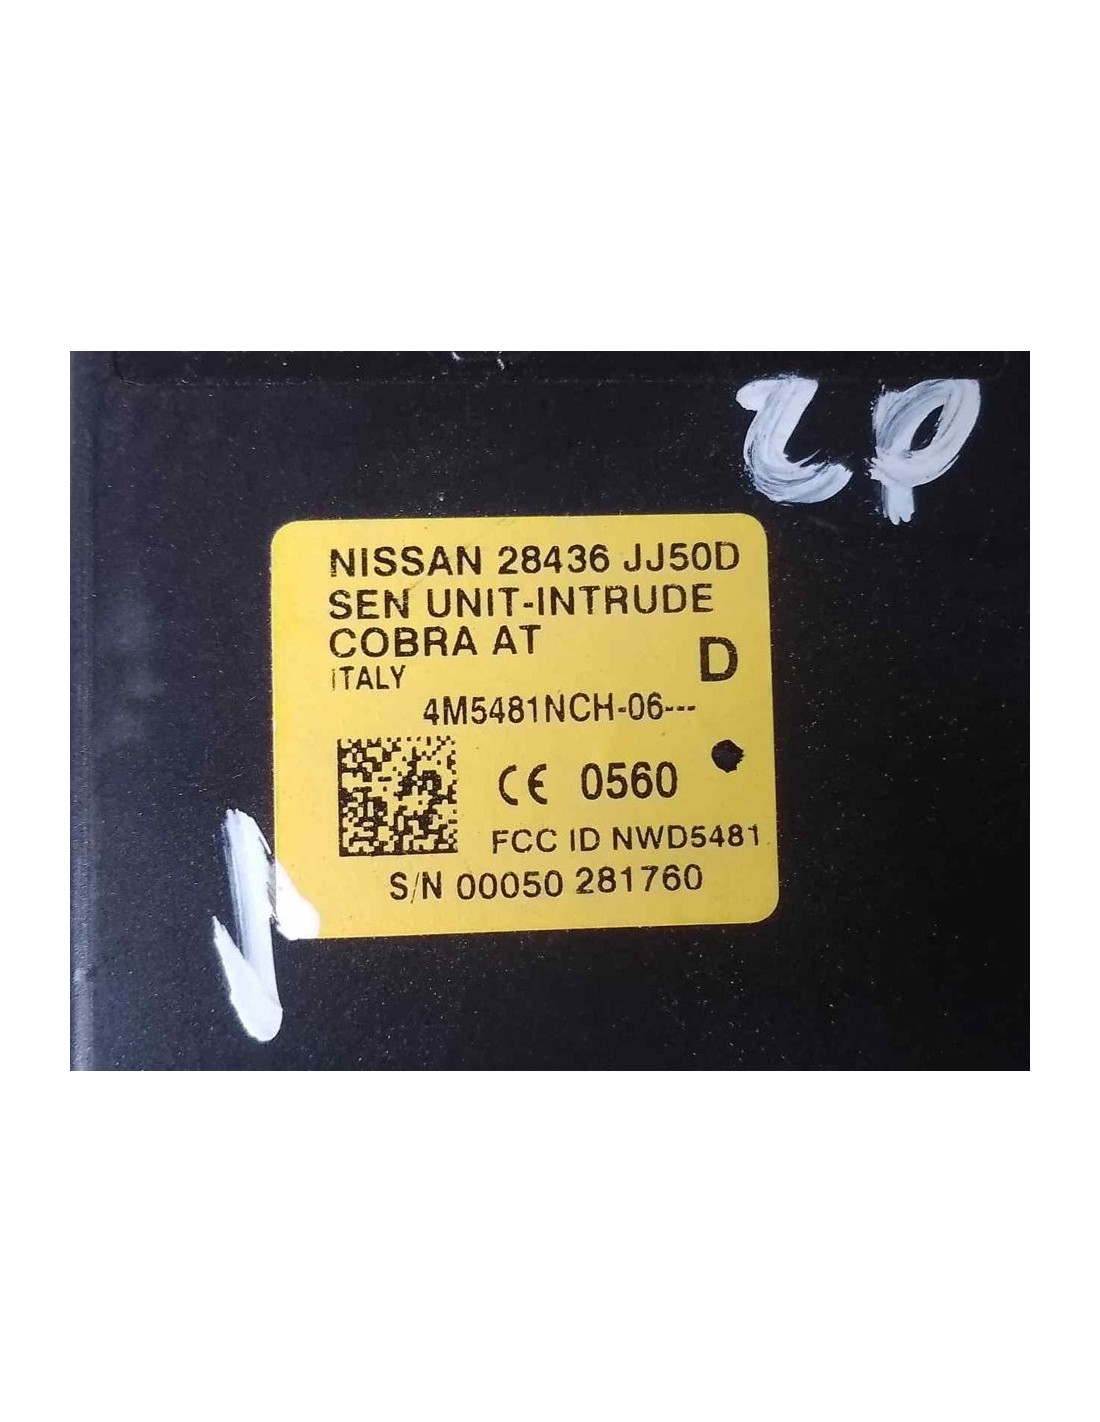 NISSAN 28436 JJ50D
SEN UNIT-INTRUDE
COBRA AT
D
ITALY
4M5481NCH-06---
CE 0560
FCC ID NWD5481
S/N 00050 281760